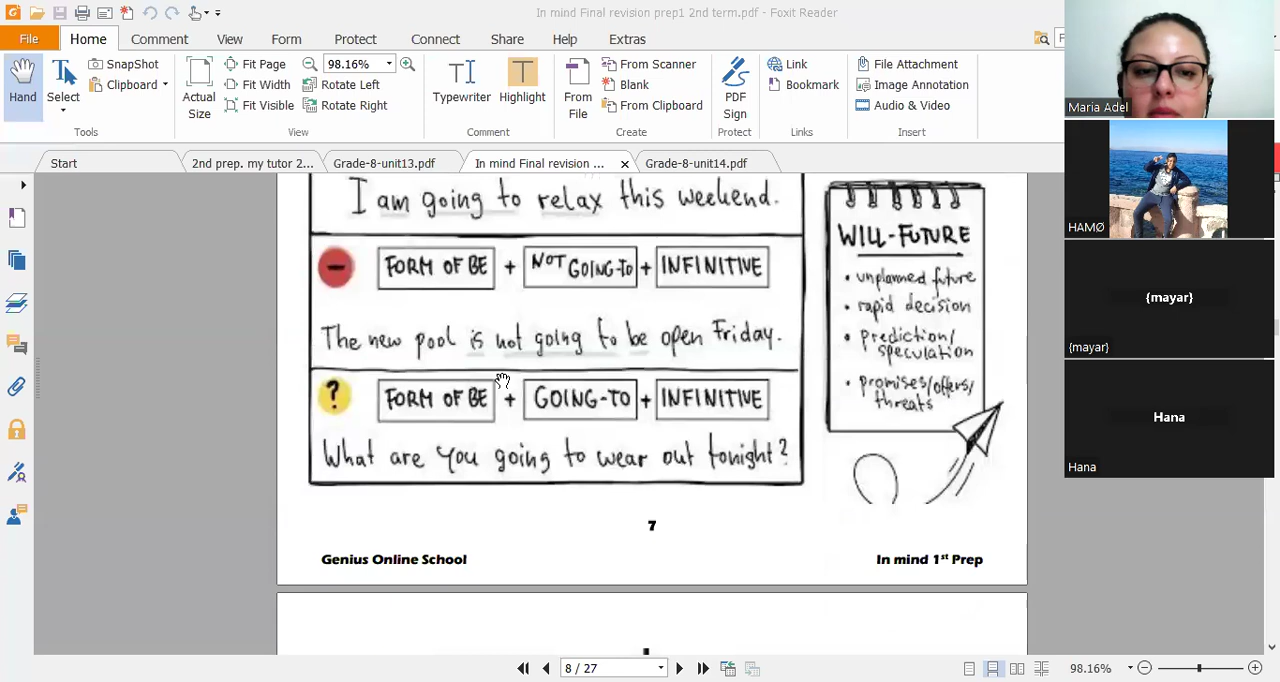 In mind Final revision prep1 2nd term.pdf - Foxit Reader
File Home Comment View Form Protect Connect Share Help Extras
Hand
Select
SnapShot
Clipboard
Actual Size
Fit Page
Fit Width
Fit Visible
98.16%
Rotate Left
Rotate Right
Typewriter
Highlight
From File
From Scanner
Blank
From Clipboard
PDF Sign
Link
Bookmark
File Attachment
Image Annotation
Audio & Video
Tools View Comment Create Protect Links Insert
Start 2nd prep. my tutor 2... Grade-8-unit13.pdf In mind Final revision ... Grade-8-unit14.pdf
I am going to relax this weekend.
- FORM OF BE + NOT GOING-TO + INFINITIVE
The new pool is not going to be open Friday.
? FORM OF BE + GOING-TO + INFINITIVE
What are you going to wear out tonight?
WILL-FUTURE
• unplanned future
• rapid decision
• prediction/
speculation
• promises/offers/
threats
7
Genius Online School In mind 1st Prep
8 / 27
98.16%
Maria Adel
HAMØ
{mayar}
{mayar}
Hana
Hana